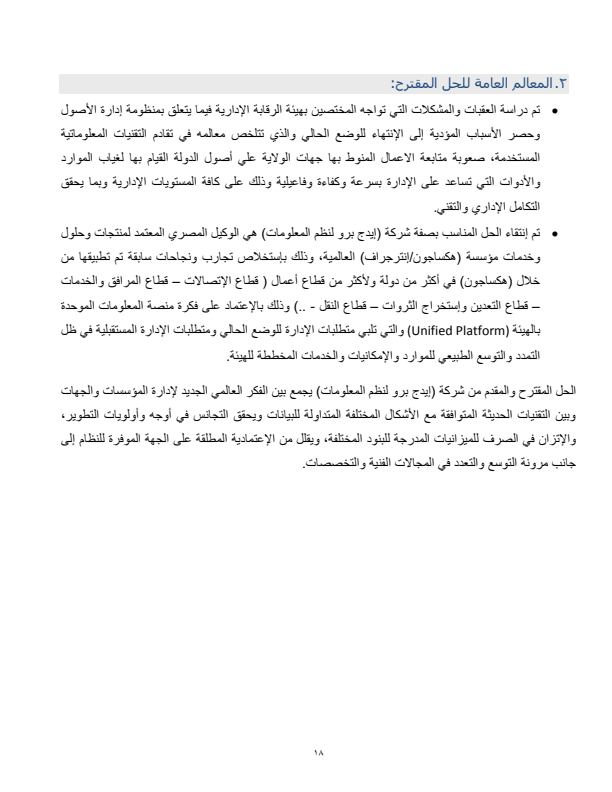 ٢. المعالم العامة للحل المقترح:
• تم دراسة العقبات والمشكلات التي تواجه المختصين بهيئة الرقابة الإدارية فيما يتعلق بمنظومة إدارة الأصول
وحصر الأسباب المؤدية إلى الإنتهاء للوضع الحالي والذي تتلخص معالمه في تقادم التقنيات المعلوماتية
المستخدمة، صعوبة متابعة الاعمال المنوط بها جهات الولاية علي أصول الدولة القيام بها لغياب الموارد
والأدوات التي تساعد على الإدارة بسرعة وكفاءة وفاعيلية وذلك على كافة المستويات الإدارية وبما يحقق
التكامل الإداري والتقني.
• تم إنتقاء الحل المناسب بصفة شركة (إيدج برو لنظم المعلومات) هي الوكيل المصري المعتمد لمنتجات وحلول
وخدمات مؤسسة (هكساجون/إنترجراف) العالمية، وذلك بإستخلاص تجارب ونجاحات سابقة تم تطبيقها من
خلال (هكساجون) في أكثر من دولة ولأكثر من قطاع أعمال ( قطاع الإتصالات – قطاع المرافق والخدمات
– قطاع التعدين وإستخراج الثروات – قطاع النقل - ..) وذلك بالإعتماد على فكرة منصة المعلومات الموحدة
بالهيئة (Unified Platform) والتي تلبي متطلبات الإدارة للوضع الحالي ومتطلبات الإدارة المستقبلية في ظل
التمدد والتوسع الطبيعي للموارد والإمكانيات والخدمات المخططة للهيئة.
الحل المقترح والمقدم من شركة (إيدج برو لنظم المعلومات) يجمع بين الفكر العالمي الجديد لإدارة المؤسسات والجهات
وبين التقنيات الحديثة المتوافقة مع الأشكال المختلفة المتداولة للبيانات ويحقق التجانس في أوجه وأولويات التطوير،
والإتزان في الصرف للميزانيات المدرجة للبنود المختلفة، ويقلل من الإعتمادية المطلقة على الجهة الموفرة للنظام إلى
جانب مرونة التوسع والتعدد في المجالات الفنية والتخصصات.
١٨